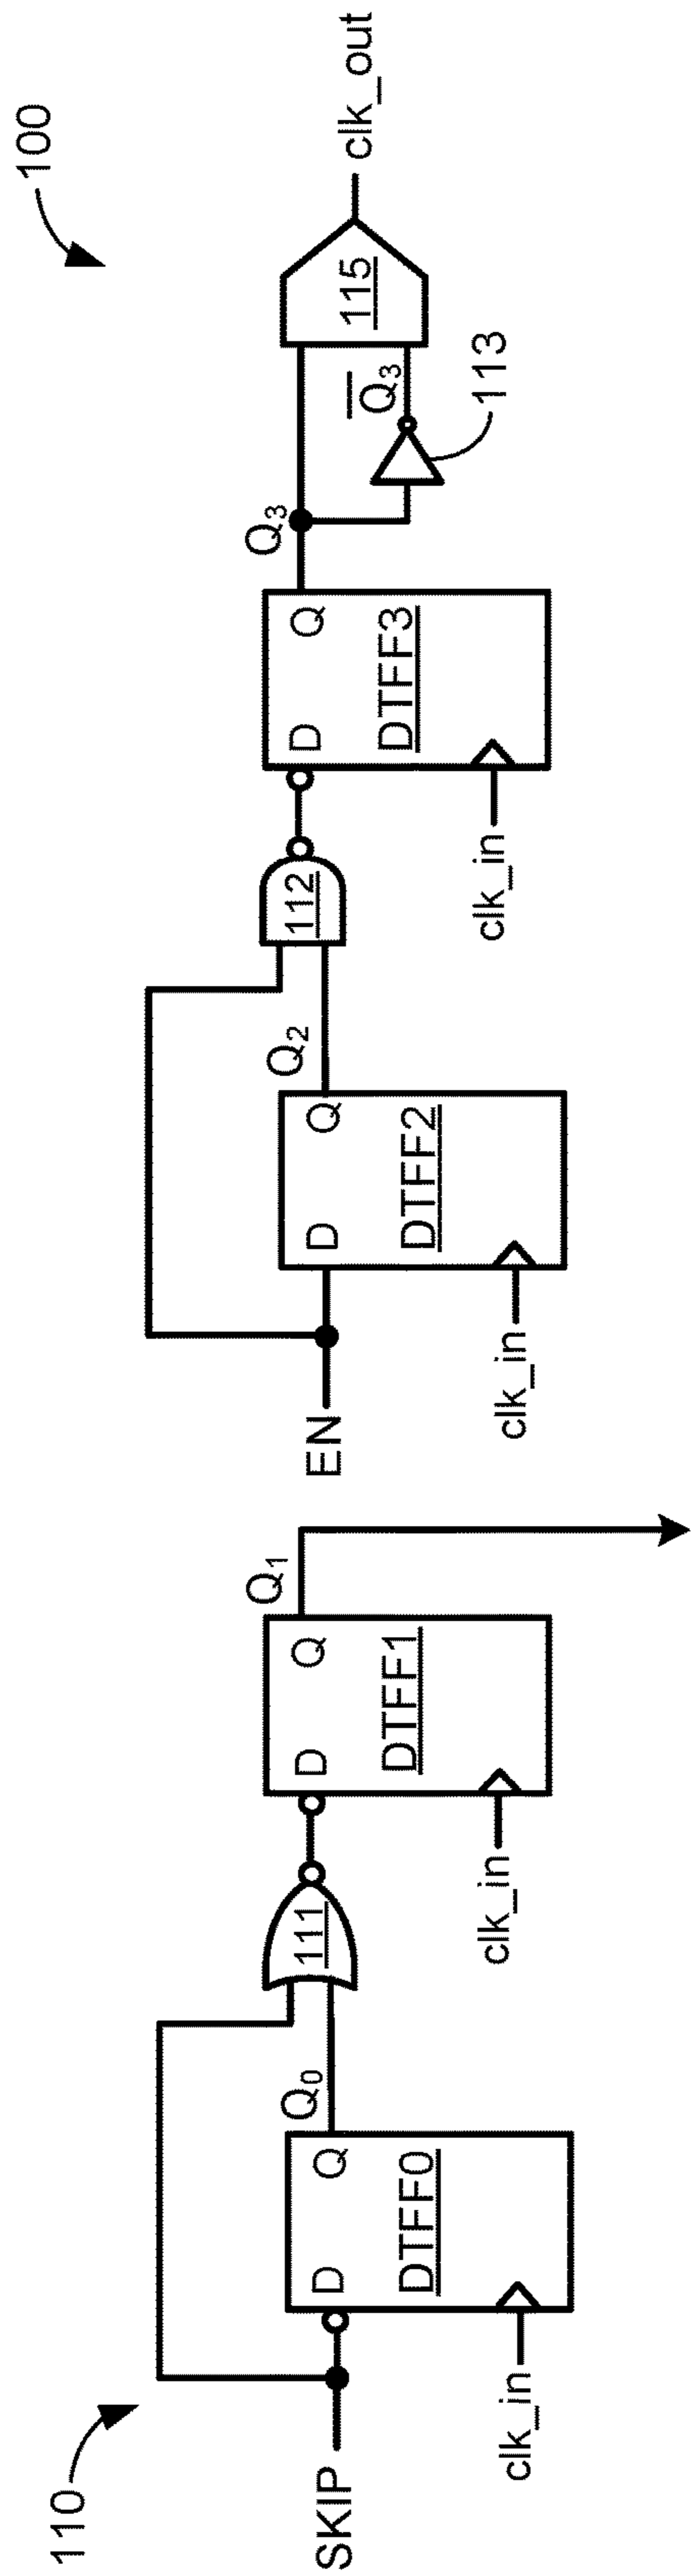 100
110
SKIP
D
Q
DTFF0
clk_in
Q0
111
D
Q
DTFF1
clk_in
Q1
EN
D
Q
DTFF2
clk_in
Q2
112
D
Q
DTFF3
clk_in
Q3
Q̅3
113
115
clk_out